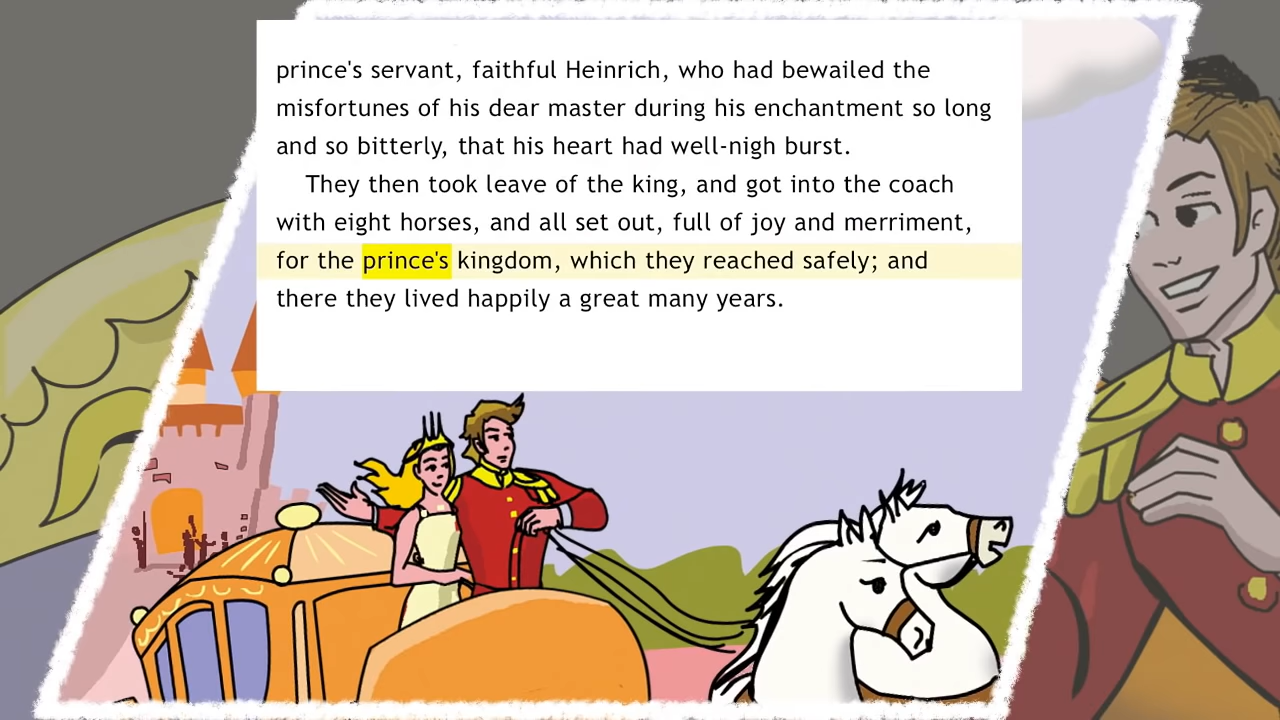 prince's servant, faithful Heinrich, who had bewailed the
misfortunes of his dear master during his enchantment so long
and so bitterly, that his heart had well-nigh burst.
They then took leave of the king, and got into the coach
with eight horses, and all set out, full of joy and merriment,
for the prince's kingdom, which they reached safely; and
there they lived happily a great many years.